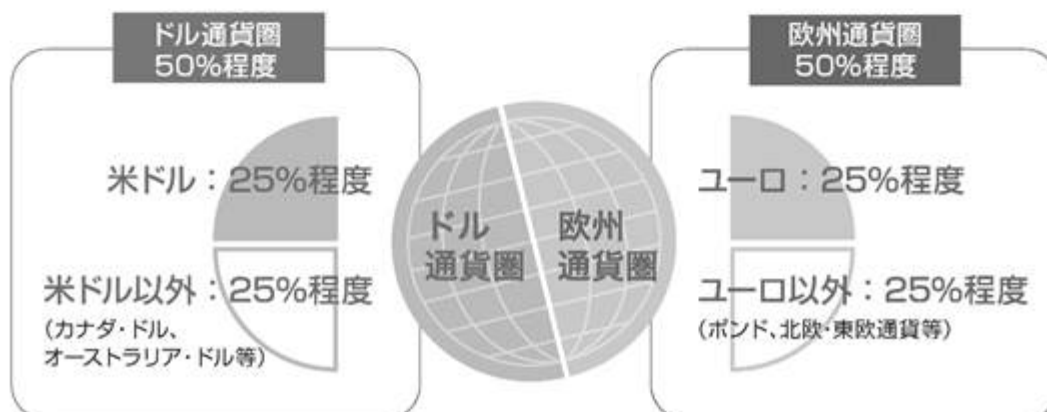 ドル通貨圏
50%程度
米ドル：25%程度
米ドル以外：25%程度
(カナダ・ドル、
オーストラリア・ドル等)
ドル
通貨圏
欧州
通貨圏
欧州通貨圏
50%程度
ユーロ：25%程度
ユーロ以外：25%程度
(ポンド、北欧・東欧通貨等)